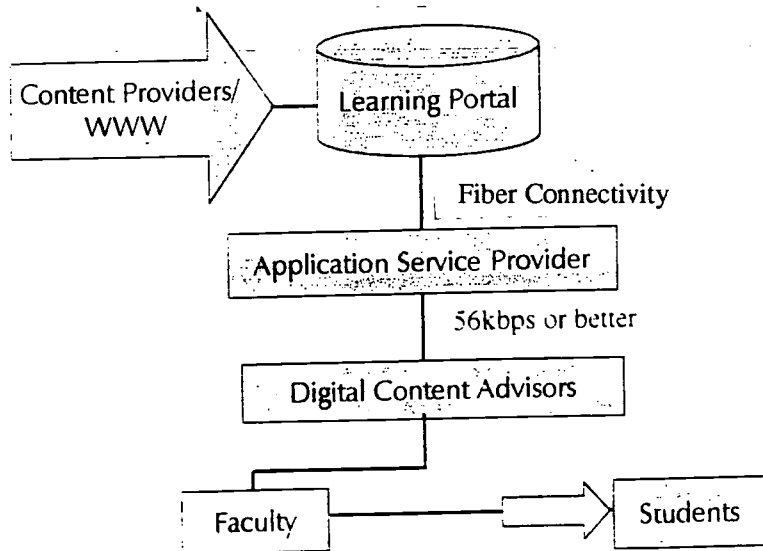 Content Providers/
WWW
Learning Portal
Fiber Connectivity
Application Service Provider
56kbps or better
Digital Content Advisors
Faculty
Students